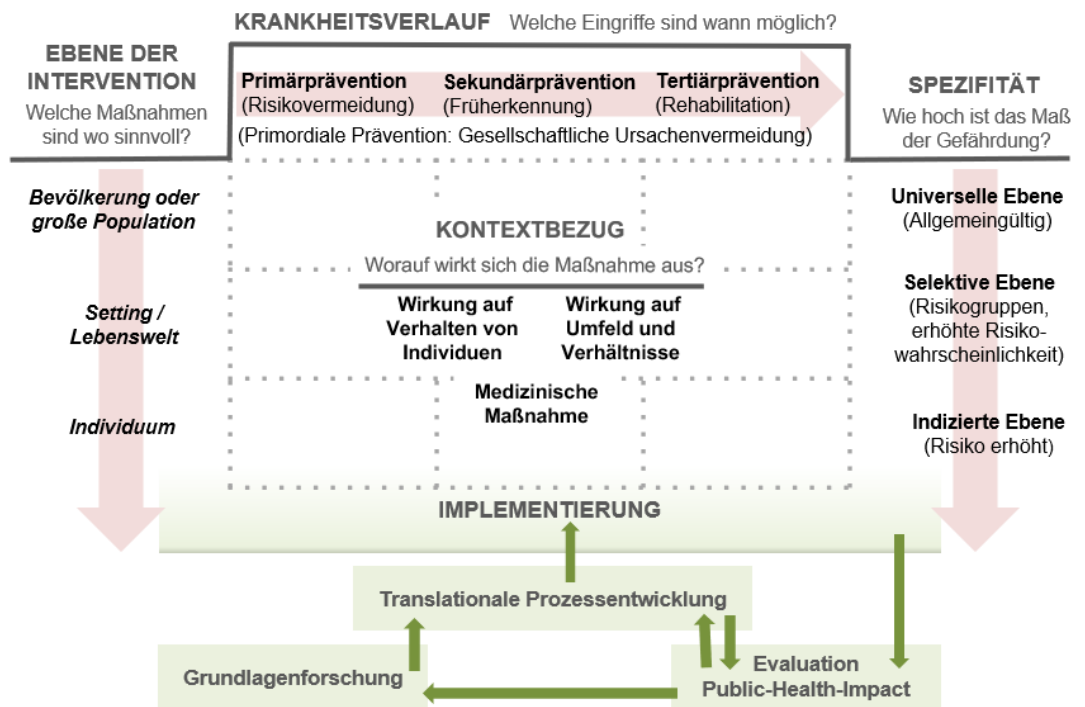 KRANKHEITSVERLAUF Welche Eingriffe sind wann möglich?
EBENE DER
INTERVENTION
Welche Maßnahmen
sind wo sinnvoll?
Primärprävention
(Risikovermeidung)
Sekundärprävention
(Früherkennung)
Tertiärprävention
(Rehabilitation)
(Primordiale Prävention: Gesellschaftliche Ursachenvermeidung)
SPEZIFITÄT
Wie hoch ist das Maß
der Gefährdung?
Bevölkerung oder
große Population
Setting /
Lebenswelt
Individuum
KONTEXTBEZUG
Worauf wirkt sich die Maßnahme aus?
Wirkung auf
Verhalten von
Individuen
Wirkung auf
Umfeld und
Verhältnisse
Medizinische
Maßnahme
Universelle Ebene
(Allgemeingültig)
Selektive Ebene
(Risikogruppen,
erhöhte Risiko-
wahrscheinlichkeit)
Indizierte Ebene
(Risiko erhöht)
IMPLEMENTIERUNG
Translationale Prozessentwicklung
Grundlagenforschung
Evaluation
Public-Health-Impact